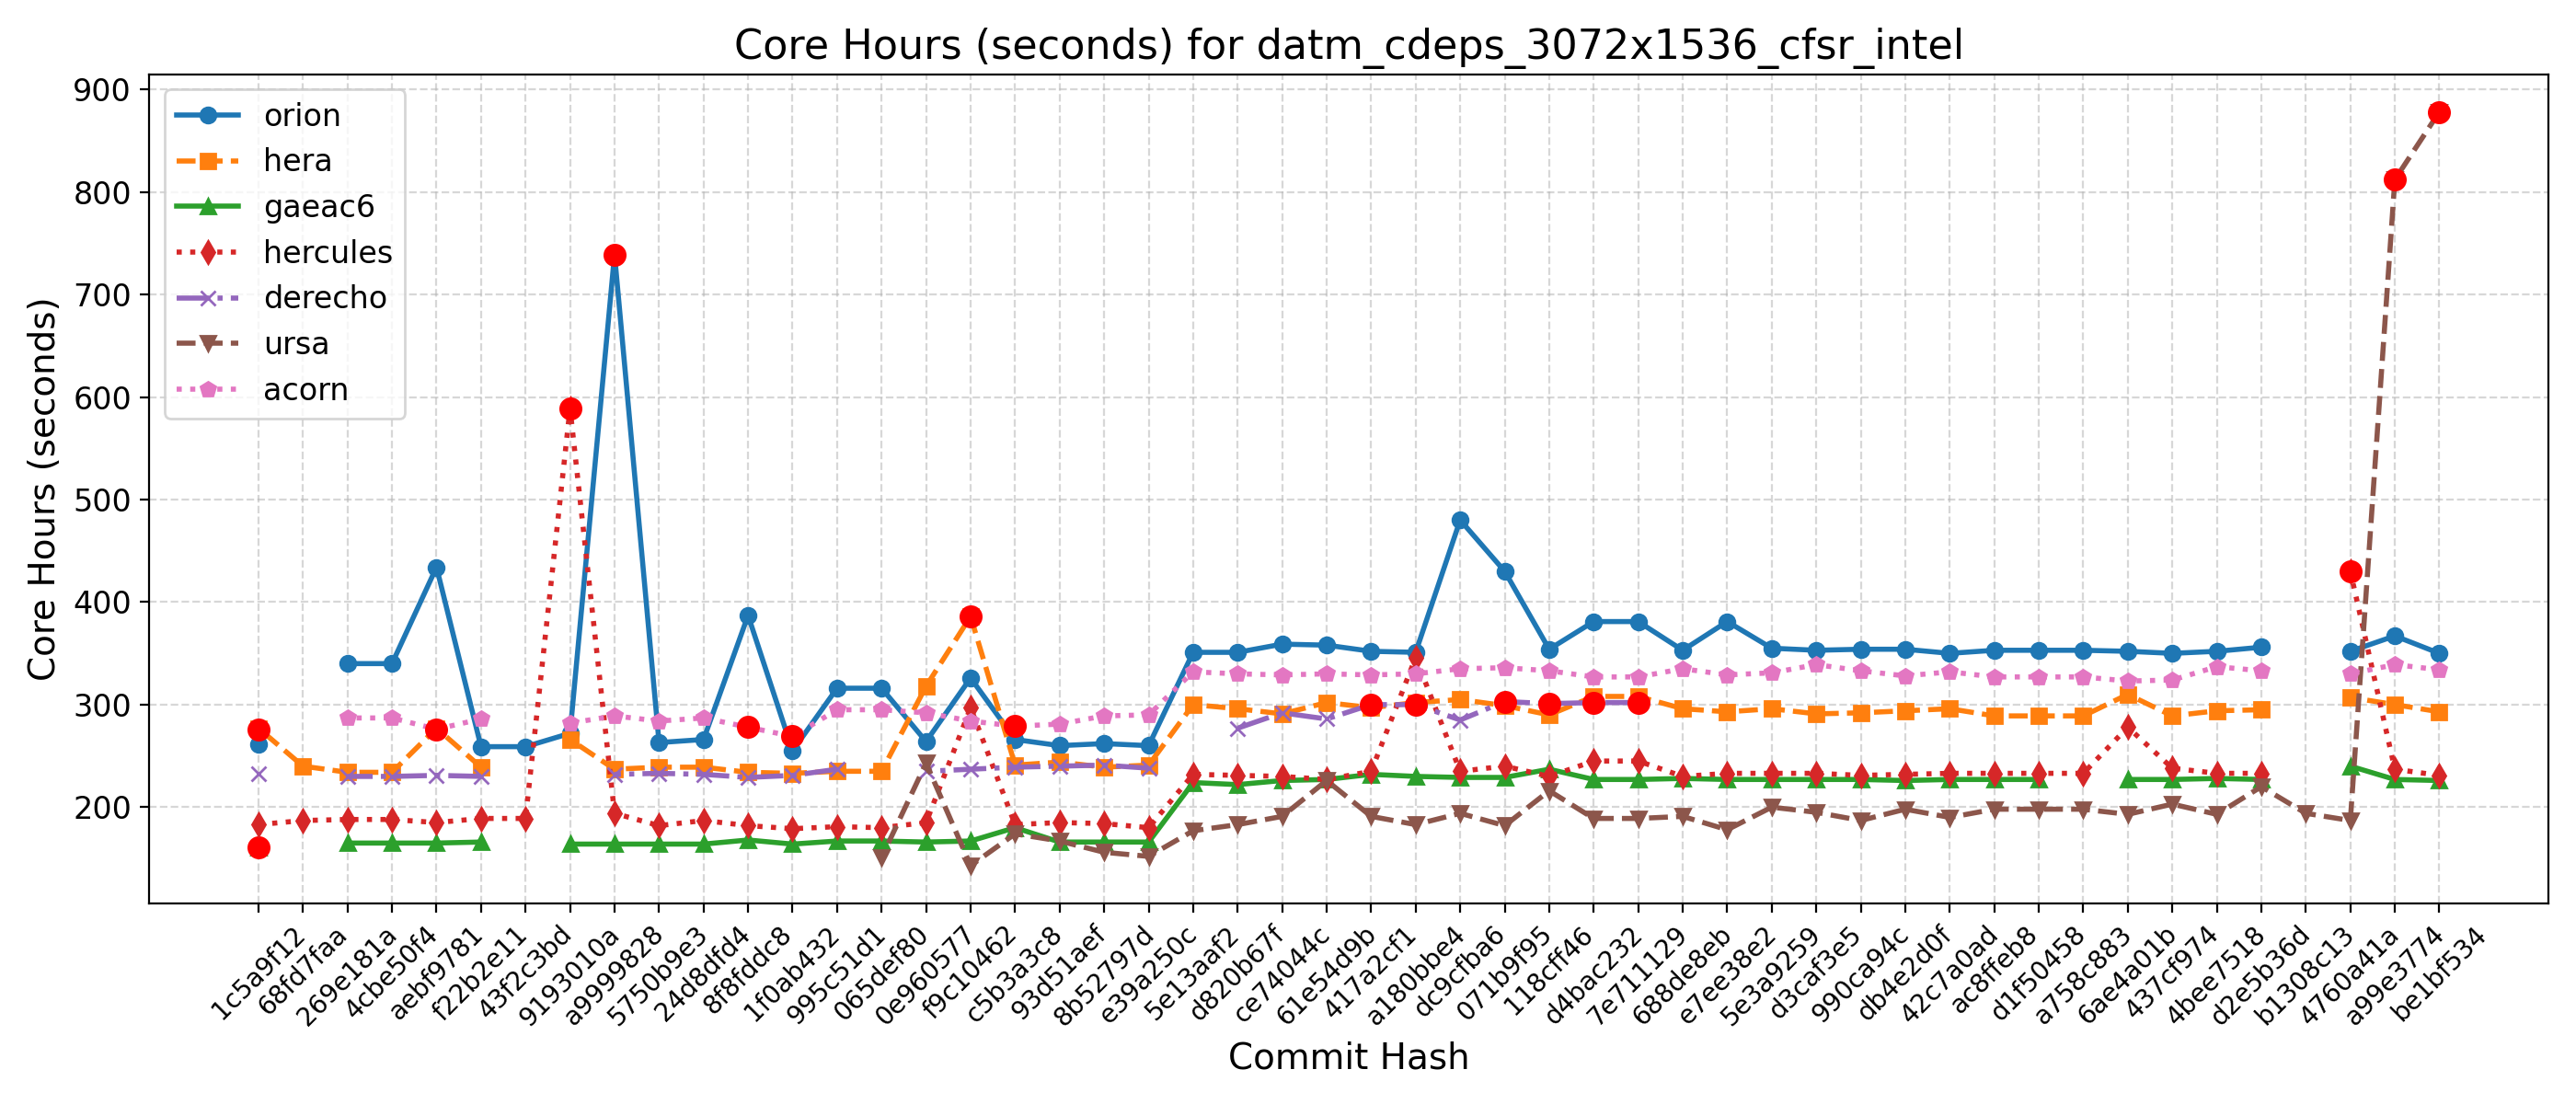 Core Hours (seconds) for datm_cdeps_3072x1536_cfsr_intel
Core Hours (seconds)
900
800
700
600
500
400
300
200
orion
hera
gaeac6
hercules
derecho
ursa
acorn
1c5a9f12
68fd7faa
269e181a
4cbe50f4
aebf9781
f22b2e11
43f2c3bd
9193010a
a9999828
5750b9e3
24d8dfd4
8f8fddc8
1f0ab432
995c51d1
065def80
0e960577
f9c10462
c5b3a3c8
93d51aef
8b52797d
e39a250c
5e13aaf2
d820b67f
ce74044c
61e54d9b
417a2cf1
a180bbe4
dc9cfba6
071b9f95
118cff46
d4bac232
7e711129
688de8eb
e7ee38e2
5e3a9259
d3caf3e5
990ca94c
db4e2d0f
42c7a0ad
ac8ffeb8
d1f50458
a758c883
6ae4a01b
437cf974
4bee7518
d2e5b36d
b1308c13
4760a41a
a99e3774
be1bf534
Commit Hash